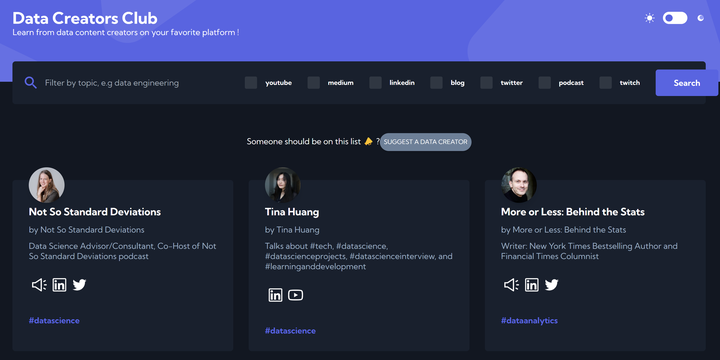 Data Creators Club
Learn from data content creators on your favorite platform !
Filter by topic, e.g data engineering
youtube
medium
linkedin
blog
twitter
podcast
twitch
Search
Someone should be on this list ?
SUGGEST A DATA CREATOR
Not So Standard Deviations
by Not So Standard Deviations
Data Science Advisor/Consultant, Co-Host of Not
So Standard Deviations podcast
#datascience
Tina Huang
by Tina Huang
Talks about #tech, #datascience,
#datascienceprojects, #datascienceinterview, and
#learninganddevelopment
#datascience
More or Less: Behind the Stats
by More or Less: Behind the Stats
Writer: New York Times Bestselling Author and
Financial Times Columnist
#dataanalytics